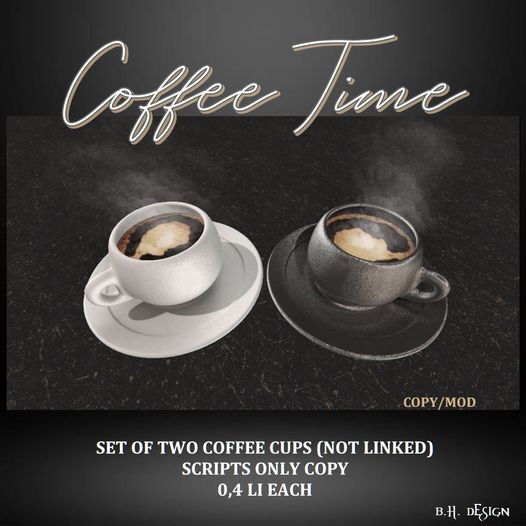 Coffee Time
COPY/MOD
SET OF TWO COFFEE CUPS (NOT LINKED)
SCRIPTS ONLY COPY
0,4 LI EACH
B.H. DESIGN